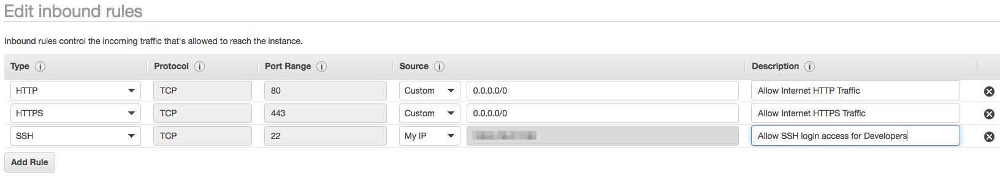 Edit inbound rules
Inbound rules control the incoming traffic that's allowed to reach the instance.
Type Protocol Port Range Source Description
HTTP TCP 80 Custom 0.0.0.0/0 Allow Internet HTTP Traffic
HTTPS TCP 443 Custom 0.0.0.0/0 Allow Internet HTTPS Traffic
SSH TCP 22 My IP Allow SSH login access for Developers
Add Rule